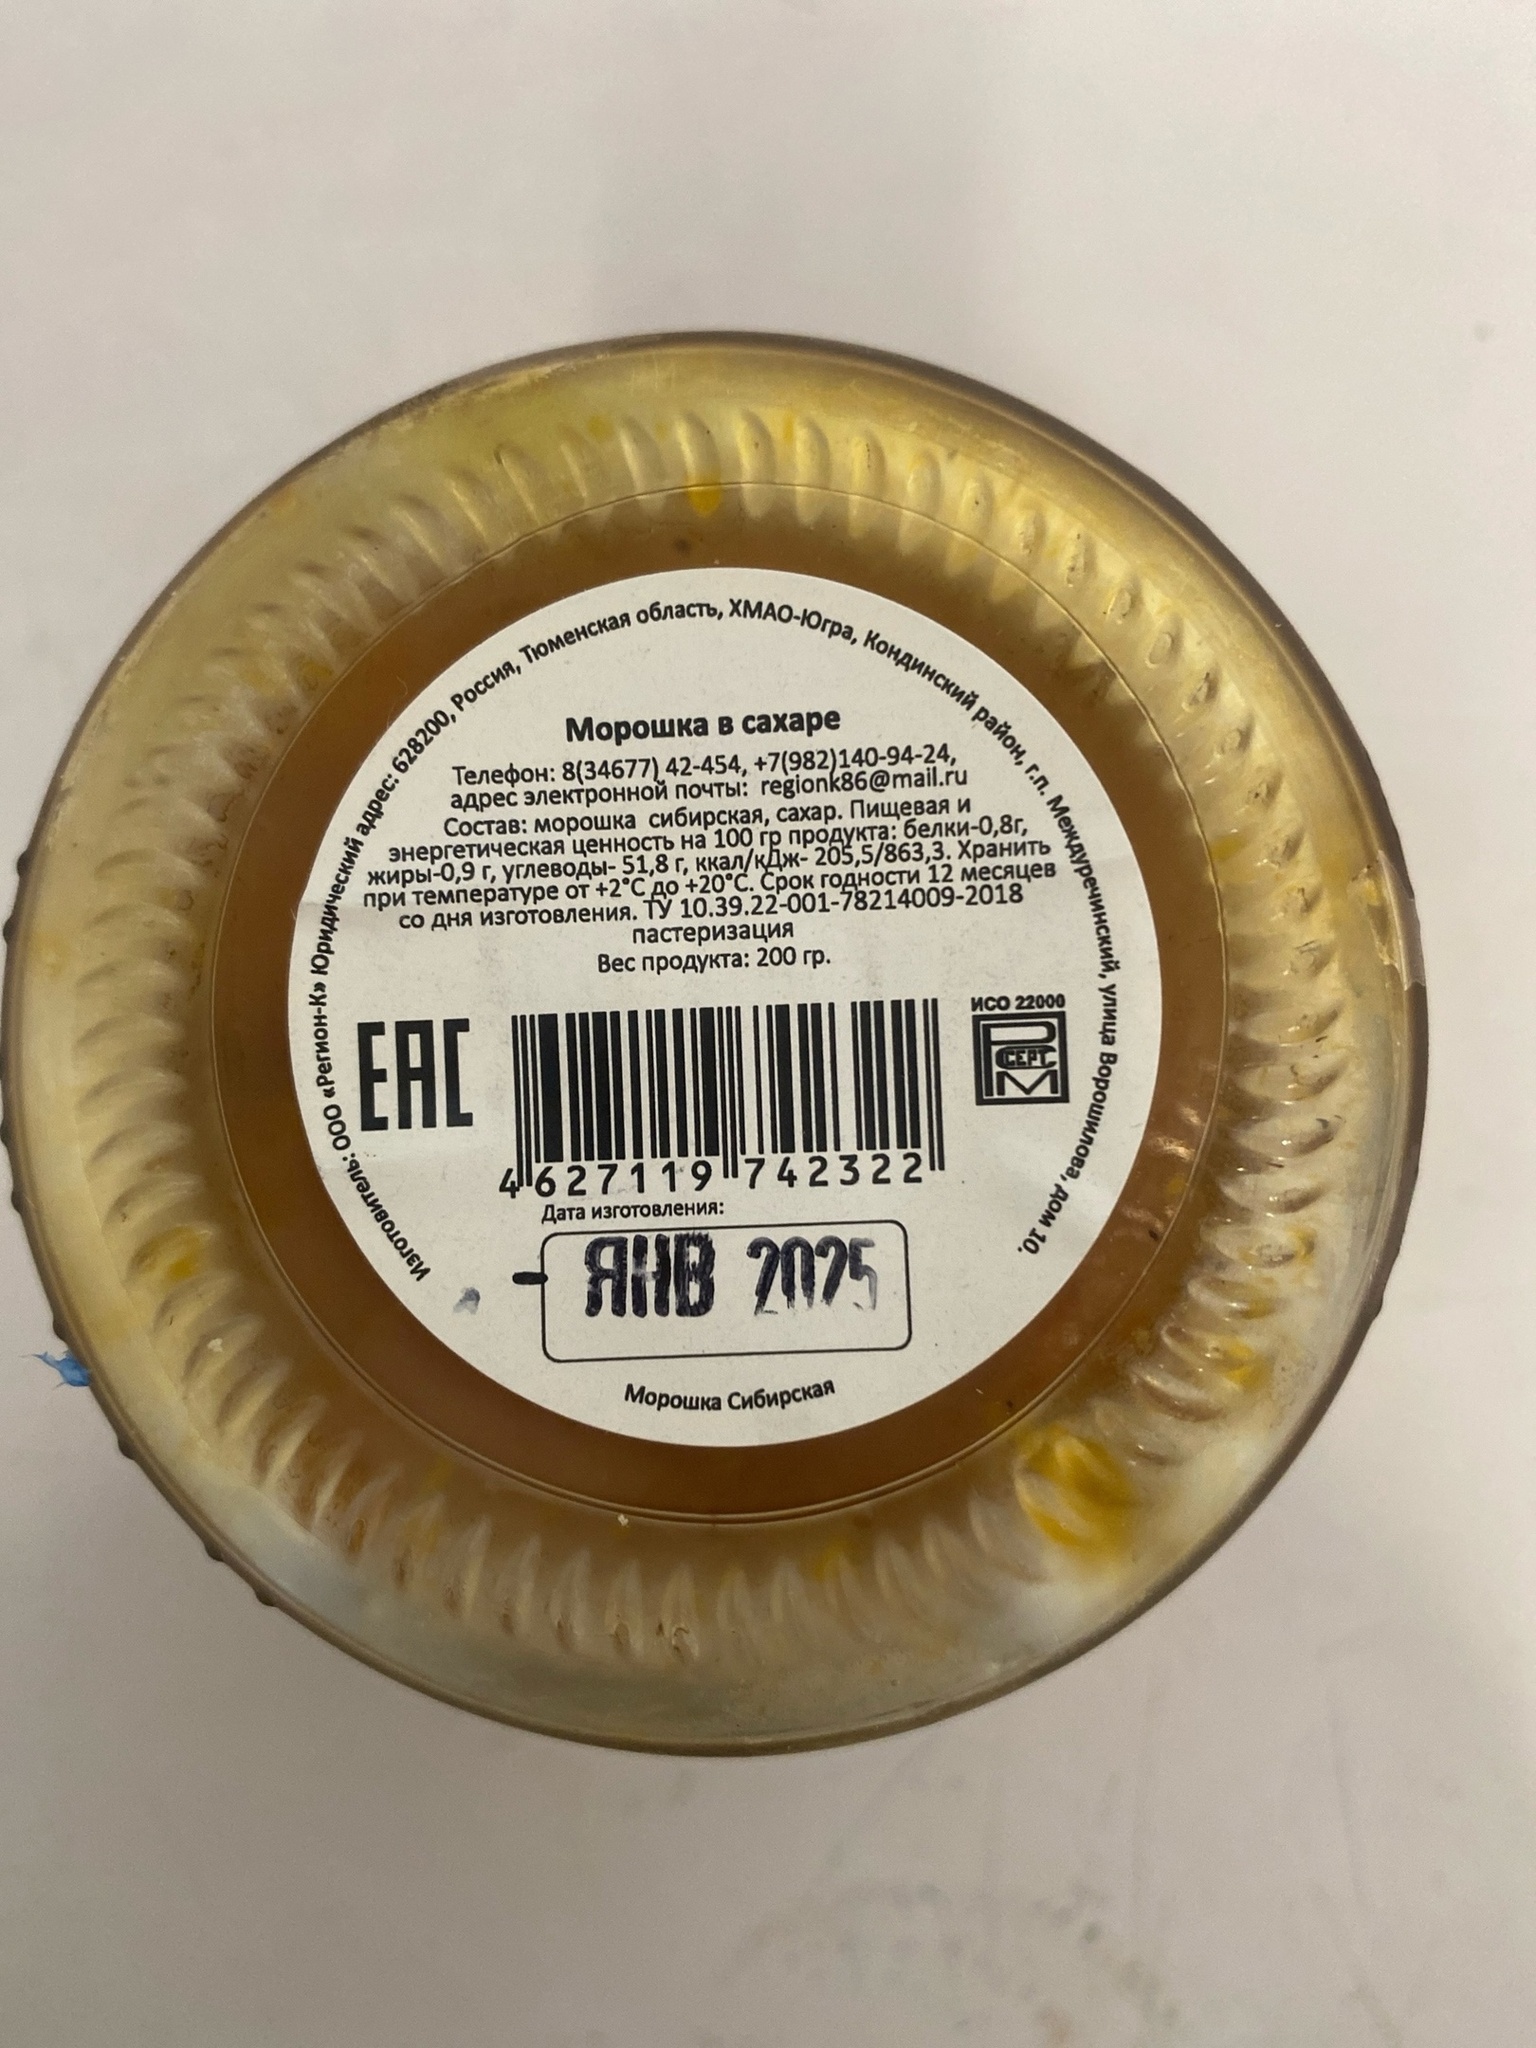 Изготовитель: ООО «Регион-К» Юридический адрес: 628200, Россия, Тюменская область, ХМАО-Югра, Кондинский район, г.п. Междуреченский, улица Ворошилова, дом 10.
Морошка в сахаре
Телефон: 8(34677) 42-454, +7(982)140-94-24,
адрес электронной почты: regionk86@mail.ru
Состав: морошка сибирская, сахар. Пищевая и
энергетическая ценность на 100 гр продукта: белки-0,8г,
жиры-0,9 г, углеводы- 51,8 г, ккал/кДж- 205,5/863,3. Хранить
при температуре от +2°С до +20°С. Срок годности 12 месяцев
со дня изготовления. ТУ 10.39.22-001-78214009-2018
пастеризация
Вес продукта: 200 гр.
ИСО 22000
ЕАС
РСМ СЕРТ
4 627119 742322
Дата изготовления:
ЯНВ 2025
Морошка Сибирская